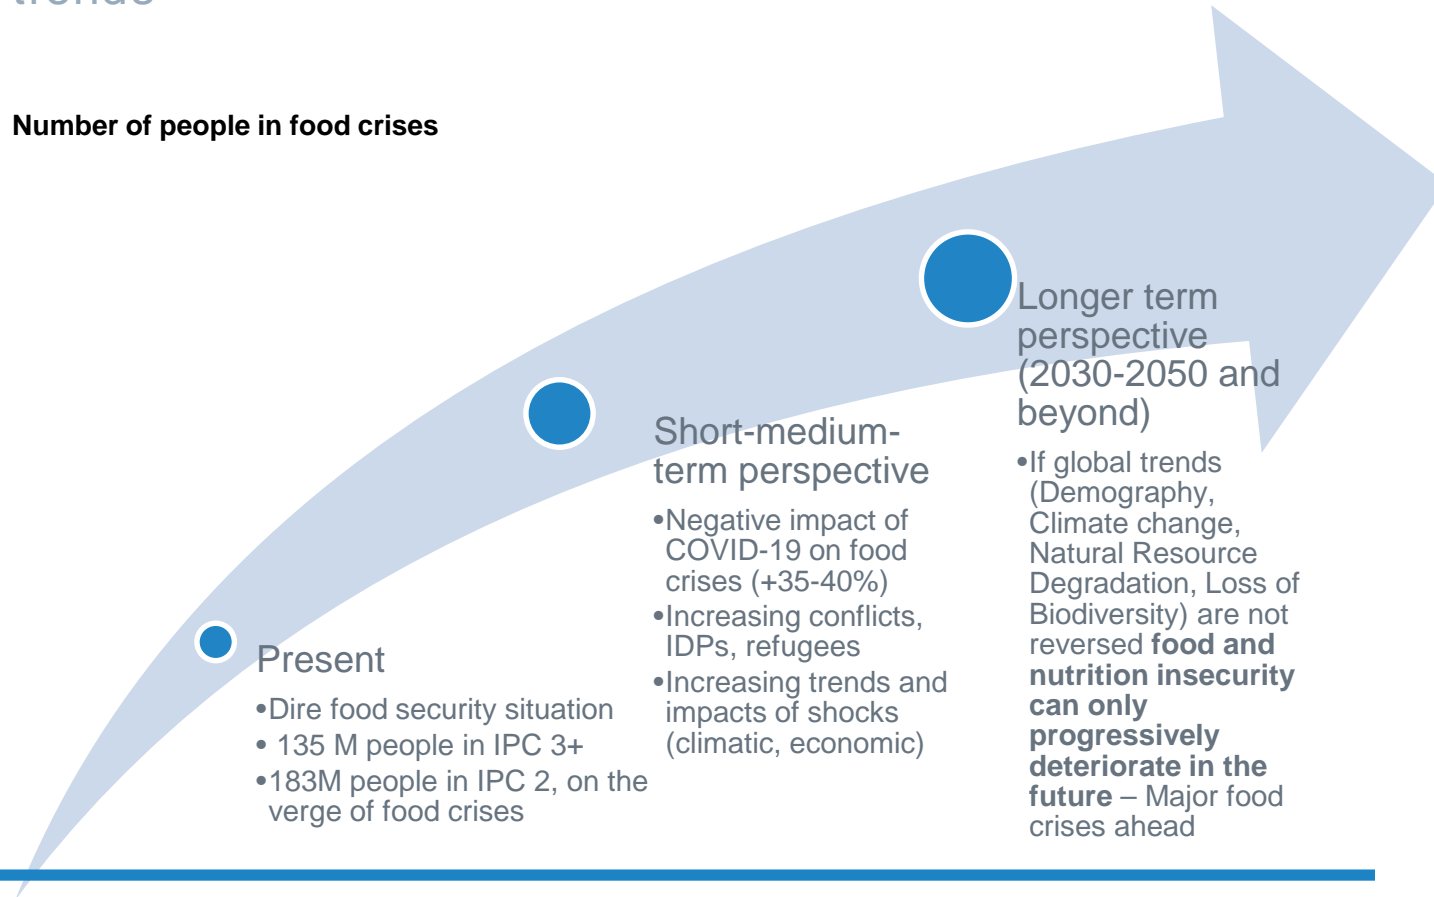 Number of people in food crises
Present
•Dire food security situation
• 135 M people in IPC 3+
•183M people in IPC 2, on the
verge of food crises
Short-medium-
term perspective
•Negative impact of
COVID-19 on food
crises (+35-40%)
•Increasing conflicts,
IDPs, refugees
•Increasing trends and
impacts of shocks
(climatic, economic)
Longer term
perspective
(2030-2050 and
beyond)
•If global trends
(Demography,
Climate change,
Natural Resource
Degradation, Loss of
Biodiversity) are not
reversed food and
nutrition insecurity
can only
progressively
deteriorate in the
future – Major food
crises ahead